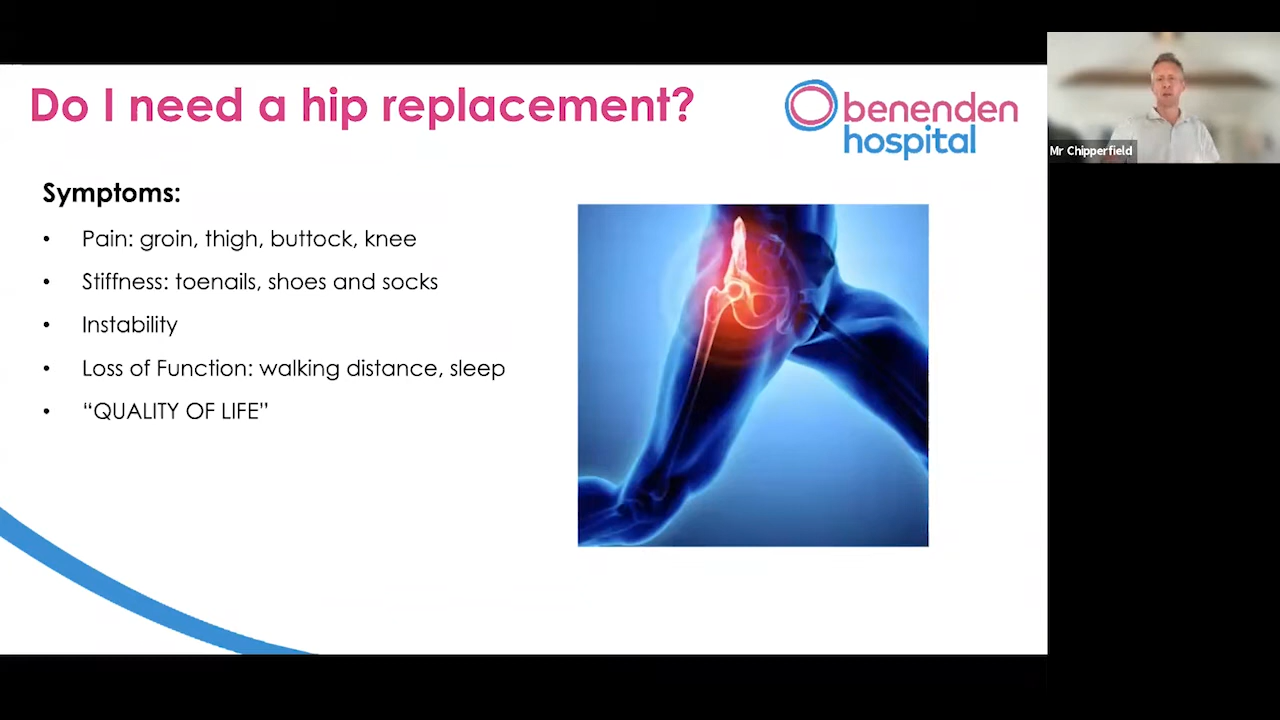 Do I need a hip replacement?
benenden
hospital
Mr Chipperfield
Symptoms:
• Pain: groin, thigh, buttock, knee
• Stiffness: toenails, shoes and socks
• Instability
• Loss of Function: walking distance, sleep
• “QUALITY OF LIFE”